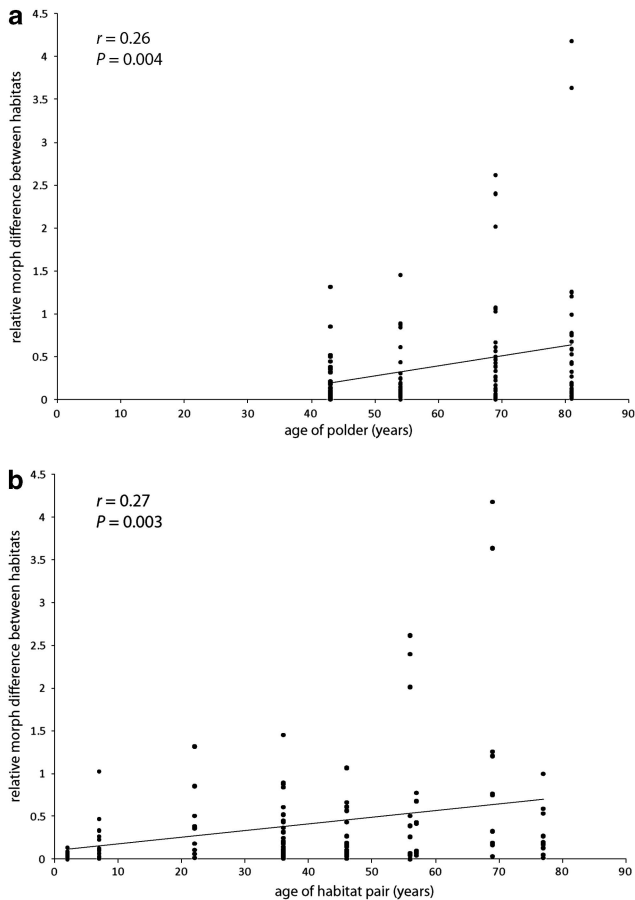 a
r = 0.26
P = 0.004
relative morph difference between habitats
4.5
4
3.5
3
2.5
2
1.5
1
0.5
0
0 10 20 30 40 50 60 70 80 90
age of polder (years)
b
r = 0.27
P = 0.003
relative morph difference between habitats
4.5
4
3.5
3
2.5
2
1.5
1
0.5
0
0 10 20 30 40 50 60 70 80 90
age of habitat pair (years)